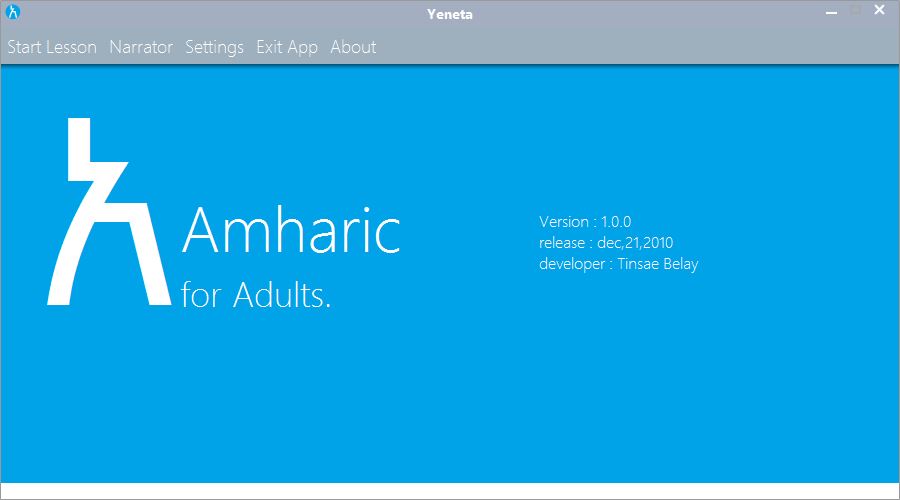 Yeneta
Start Lesson Narrator Settings Exit App About
አ
Amharic
for Adults.
Version : 1.0.0
release : dec,21,2010
developer : Tinsae Belay